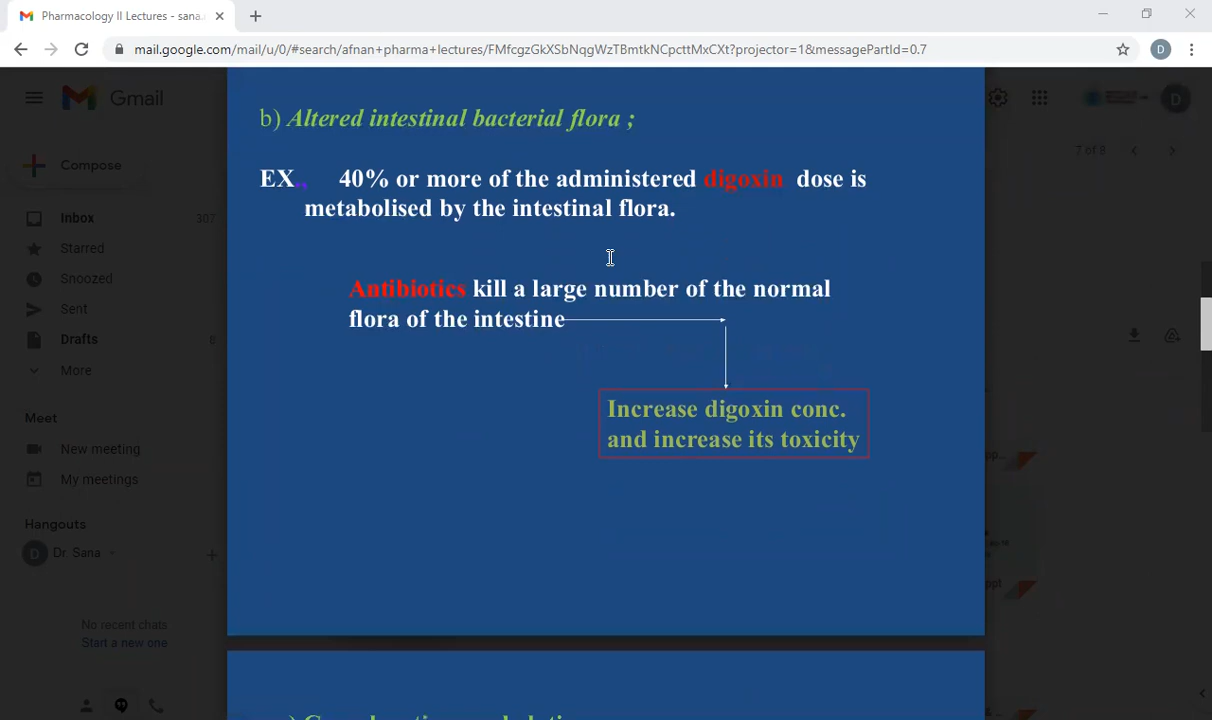 Pharmacology II Lectures - sana.
mail.google.com/mail/u/0/#search/afnan+pharma+lectures/FMfcgzGkXSbNqgWzTBmtkNCpcttMxCXt?projector=1&messagePartId=0.7
D
Gmail
D
Compose
7 of 8
Inbox 307
Starred
Snoozed
Sent
Drafts 8
More
Meet
New meeting
My meetings
Hangouts
D Dr. Sana
No recent chats
Start a new one
b) Altered intestinal bacterial flora ;
EX., 40% or more of the administered digoxin dose is
metabolised by the intestinal flora.
Antibiotics kill a large number of the normal
flora of the intestine
Increase digoxin conc.
and increase its toxicity